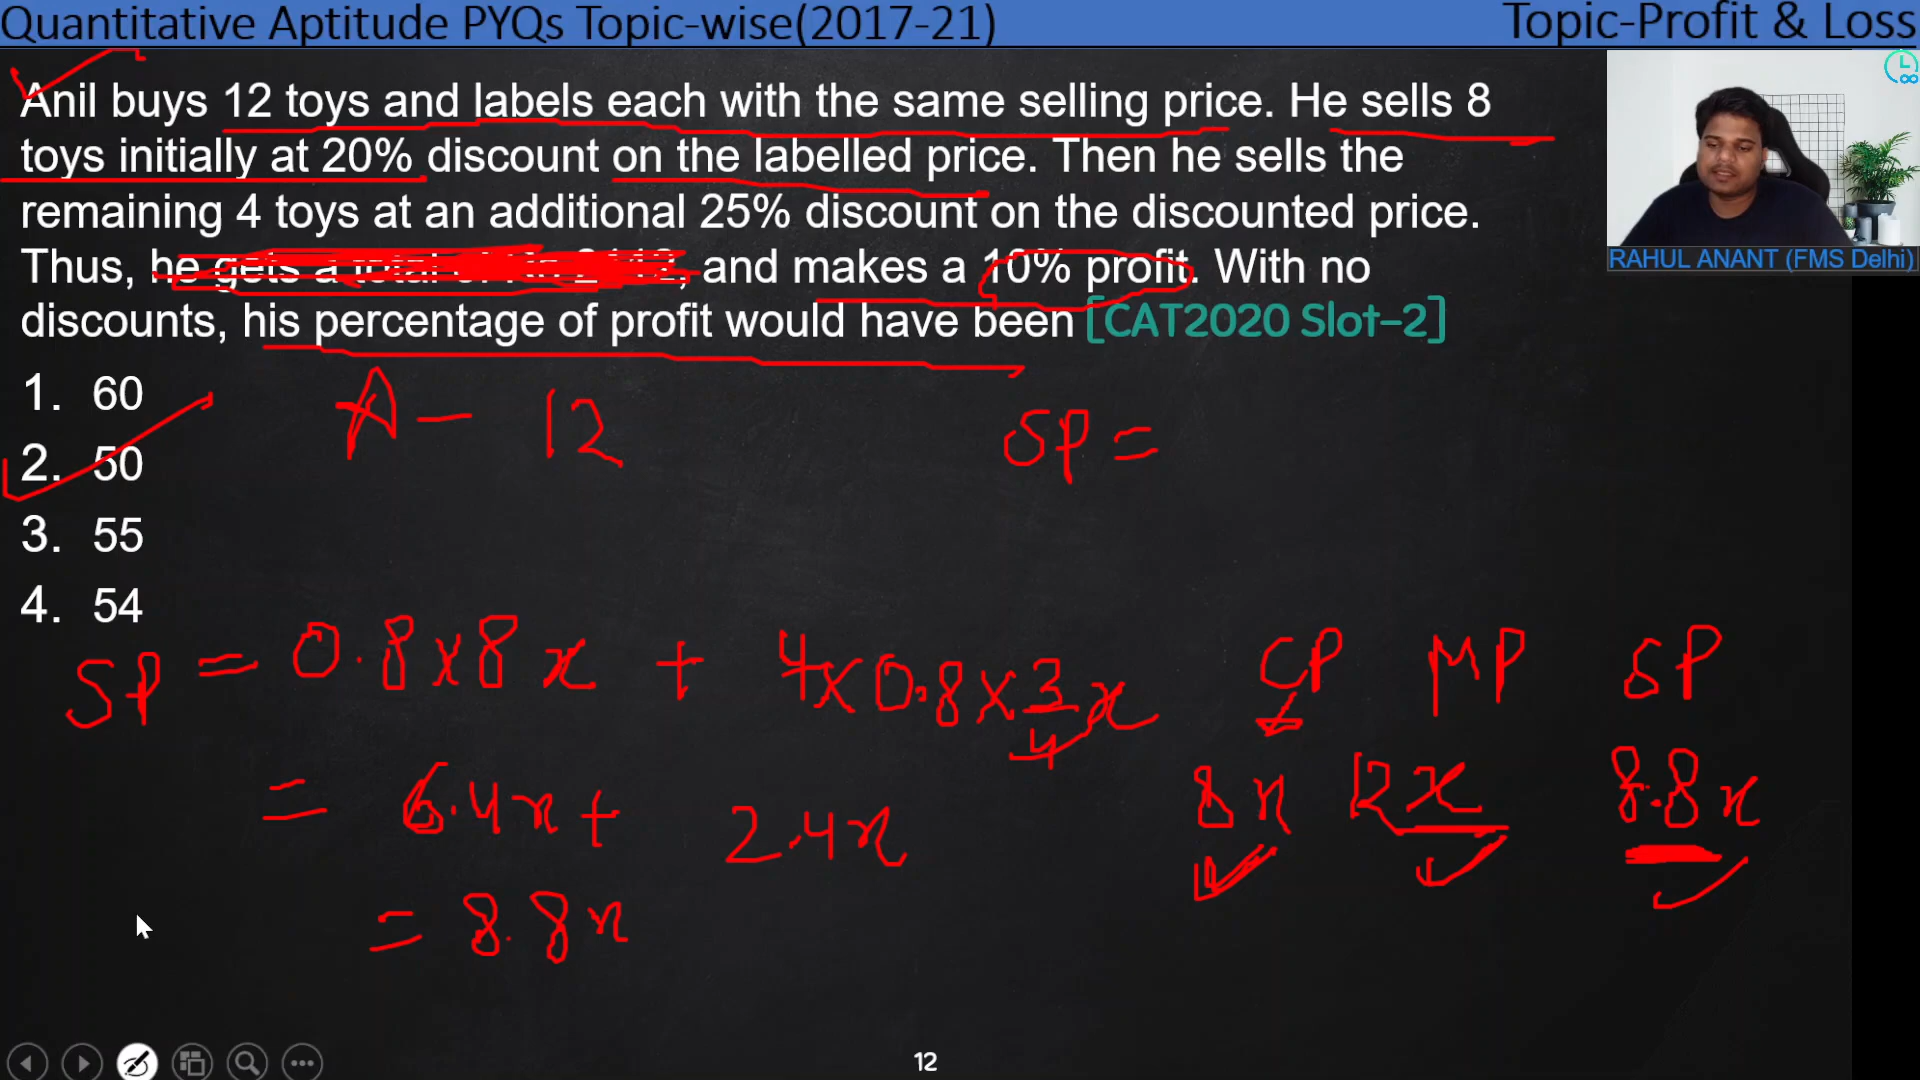 Quantitative Aptitude PYQs Topic-wise(2017-21)
Topic-Profit & Loss
Anil buys 12 toys and labels each with the same selling price. He sells 8
toys initially at 20% discount on the labelled price. Then he sells the
remaining 4 toys at an additional 25% discount on the discounted price.
Thus, he gets a total 2112, and makes a 10% profit. With no
discounts, his percentage of profit would have been [CAT2020 Slot-2]
RAHUL ANANT (FMS Delhi)
1. 60
2. 50
3. 55
4. 54
A - 12
SP =
SP = 0.8×8x + 4×0.8×3/4x
= 6.4x + 2.4x
= 8.8x
CP MP SP
8x 12x 8.8x
12